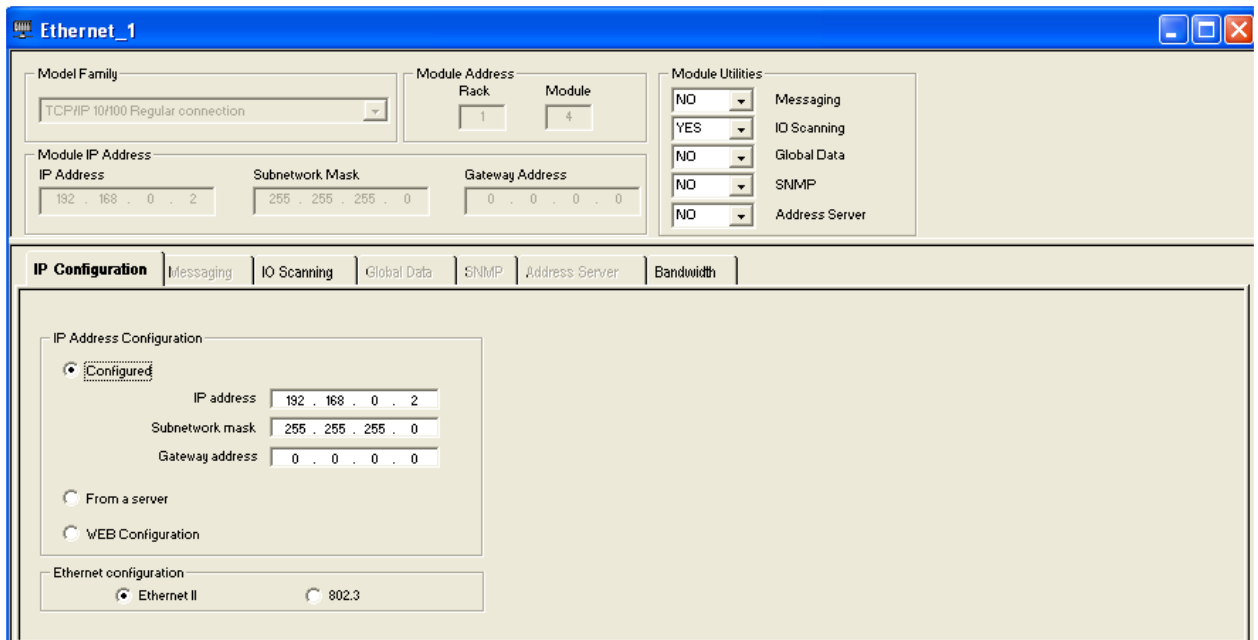 Ethernet_1
Model Family
TCP/IP 10/100 Regular connection
Module Address
Rack Module
1 4
Module IP Address
IP Address Subnetwork Mask Gateway Address
192 . 168 . 0 . 2 255 . 255 . 255 . 0 0 . 0 . 0 . 0
Module Utilities
NO Messaging
YES IO Scanning
NO Global Data
NO SNMP
NO Address Server
IP Configuration Messaging IO Scanning Global Data SNMP Address Server Bandwidth
IP Address Configuration
Configured
IP address 192 . 168 . 0 . 2
Subnetwork mask 255 . 255 . 255 . 0
Gateway address 0 . 0 . 0 . 0
From a server
WEB Configuration
Ethernet configuration
Ethernet II 802.3